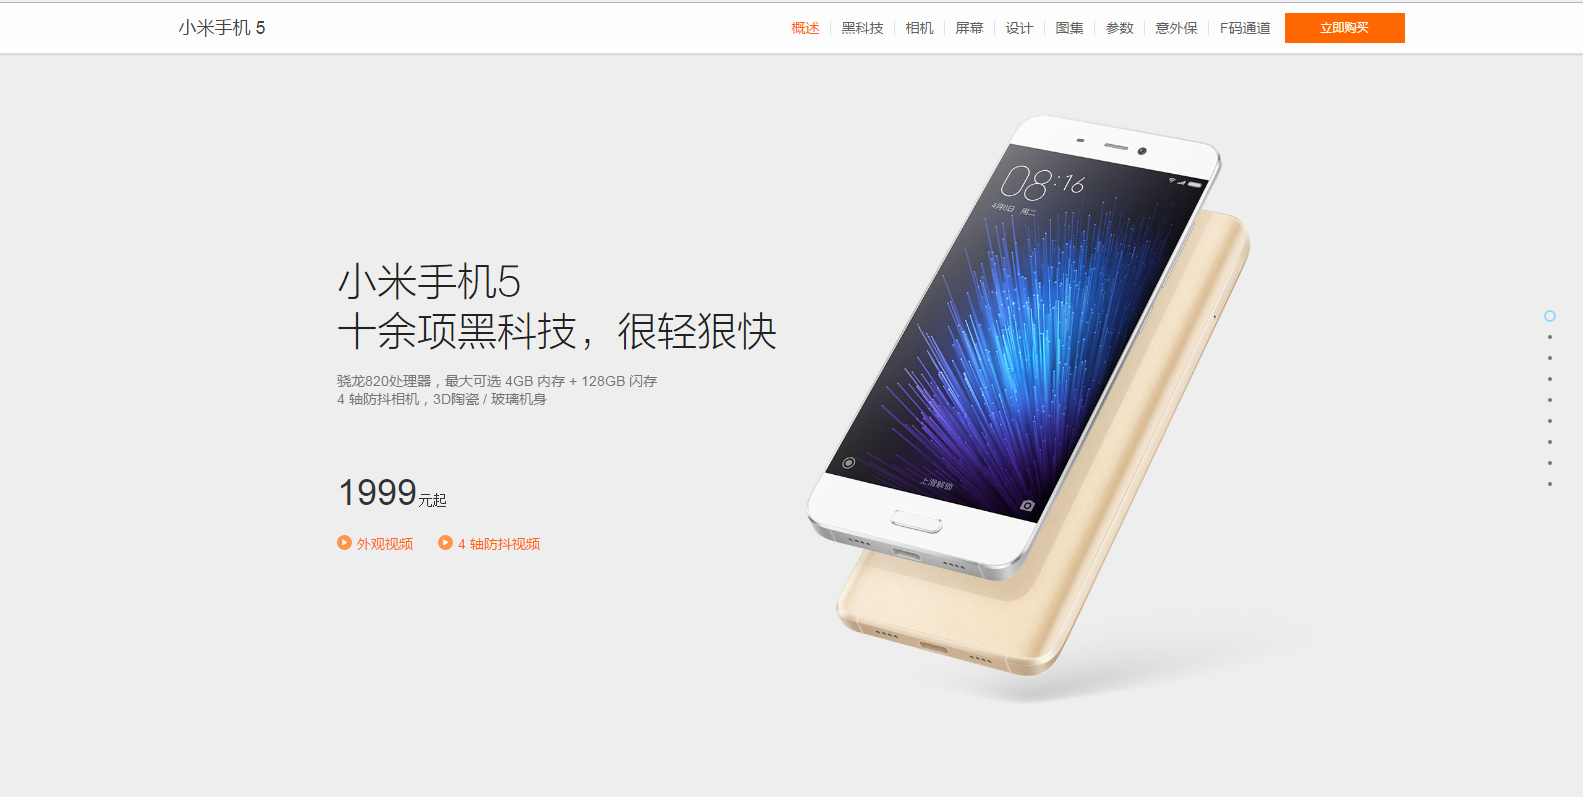 小米手机 5
概述
黑科技
相机
屏幕
设计
图集
参数
意外保
F码通道
立即购买
08:16
4月6日 周二
小米手机5
十余项黑科技，很轻狠快
骁龙820处理器，最大可选 4GB 内存 + 128GB 闪存
4 轴防抖相机，3D陶瓷 / 玻璃机身
1999元起
外观视频
4 轴防抖视频
上滑解锁